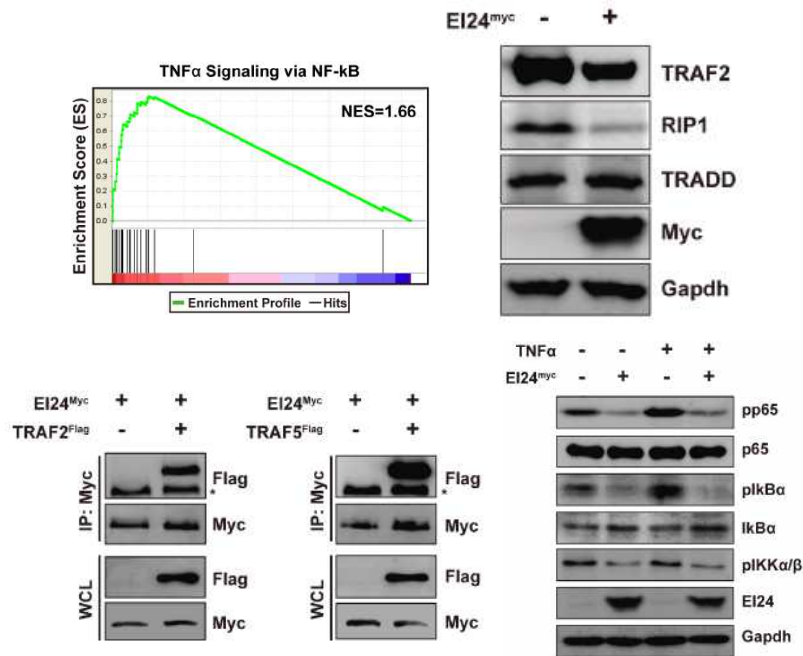 TNFα Signaling via NF-kB
NES=1.66
Enrichment Score (ES)
0.8
0.7
0.6
0.5
0.4
0.3
0.2
0.1
0.0
Enrichment Profile — Hits
EI24myc - +
TRAF2
RIP1
TRADD
Myc
Gapdh
EI24Myc + +
TRAF2Flag - +
IP: Myc
Flag
*
Myc
WCL
Flag
Myc
EI24Myc + +
TRAF5Flag - +
IP: Myc
Flag
*
Myc
WCL
Flag
Myc
TNFα - - + +
EI24myc - + - +
pp65
p65
pIkBα
IkBα
pIKKα/β
EI24
Gapdh